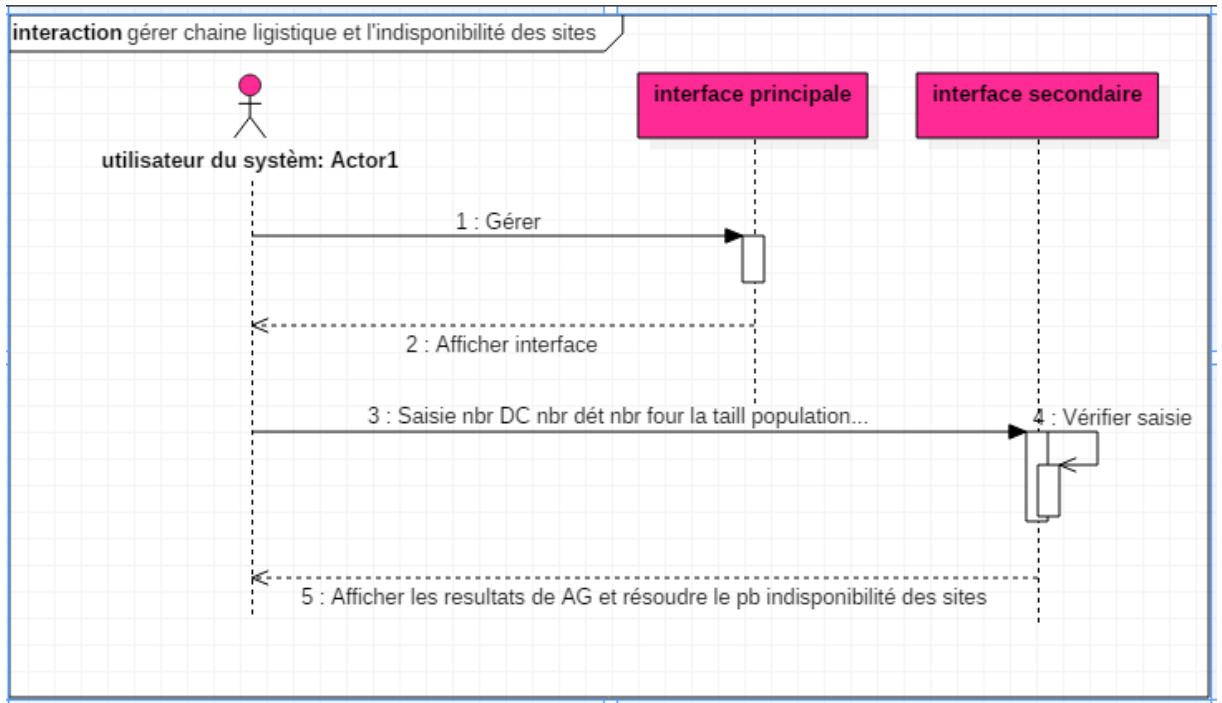 interaction gérer chaine ligistique et l'indisponibilité des sites
interface principale
interface secondaire
utilisateur du systèm: Actor1
1 : Gérer
2 : Afficher interface
3 : Saisie nbr DC nbr dét nbr four la taill population...
4 : Vérifier saisie
5 : Afficher les resultats de AG et résoudre le pb indisponibilité des sites